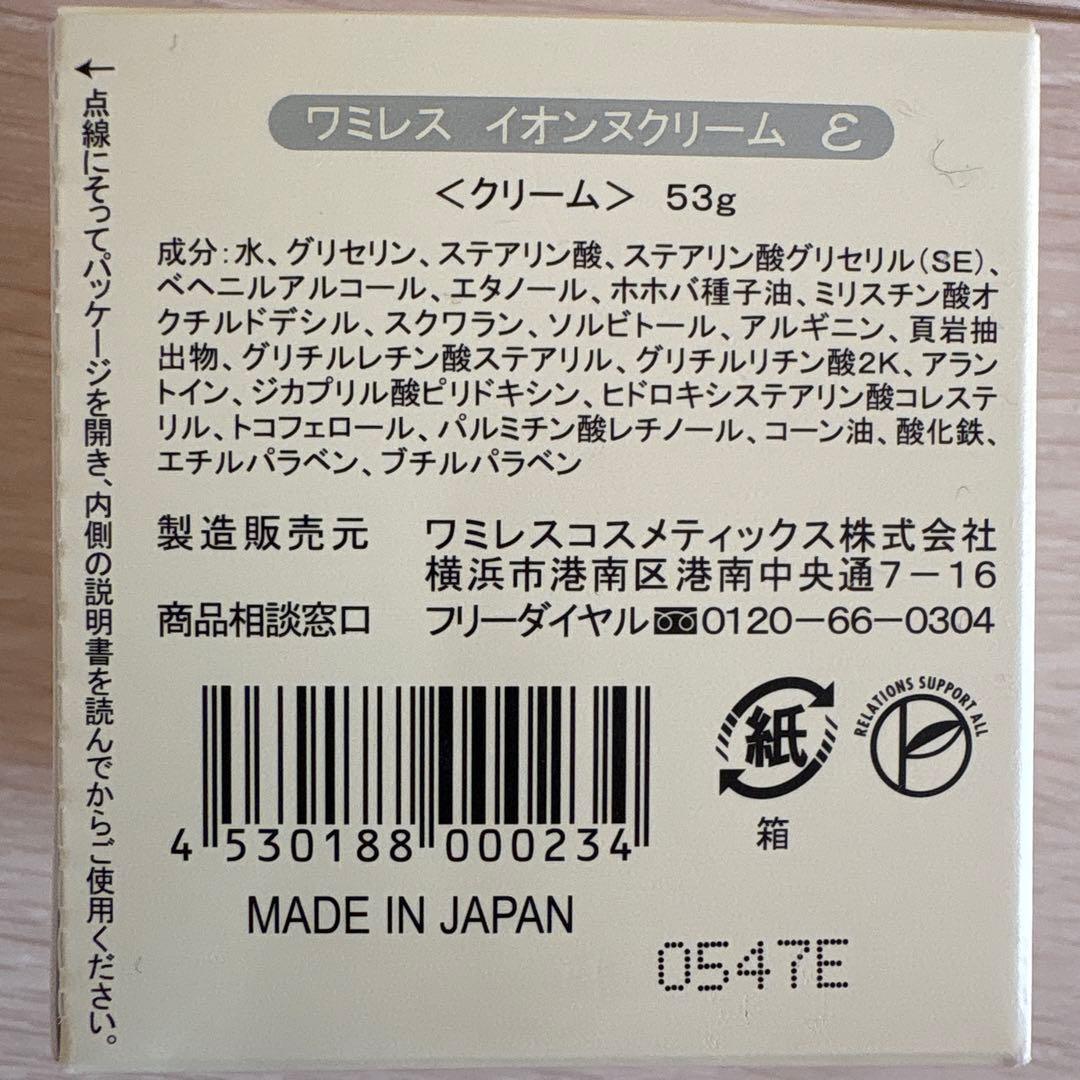 ←点線にそってパッケージを開き、内側の説明書を読んでからご使用ください。
ワミレス イオンヌクリーム ε
＜クリーム＞ 53g
成分：水、グリセリン、ステアリン酸、ステアリン酸グリセリル（SE）、
ベヘニルアルコール、エタノール、ホホバ種子油、ミリスチン酸オ
クチルドデシル、スクワラン、ソルビトール、アルギニン、頁岩抽
出物、グリチルレチン酸ステアリル、グリチルリチン酸2K、アラン
トイン、ジカプリル酸ピリドキシン、ヒドロキシステアリン酸コレステ
リル、トコフェロール、パルミチン酸レチノール、コーン油、酸化鉄、
エチルパラベン、ブチルパラベン
製造販売元 ワミレスコスメティックス株式会社
横浜市港南区港南中央通7－16
商品相談窓口 フリーダイヤル 0120－66－0304
RELATIONS SUPPORT ALL
紙
箱
4 530188 000234
MADE IN JAPAN
0547E